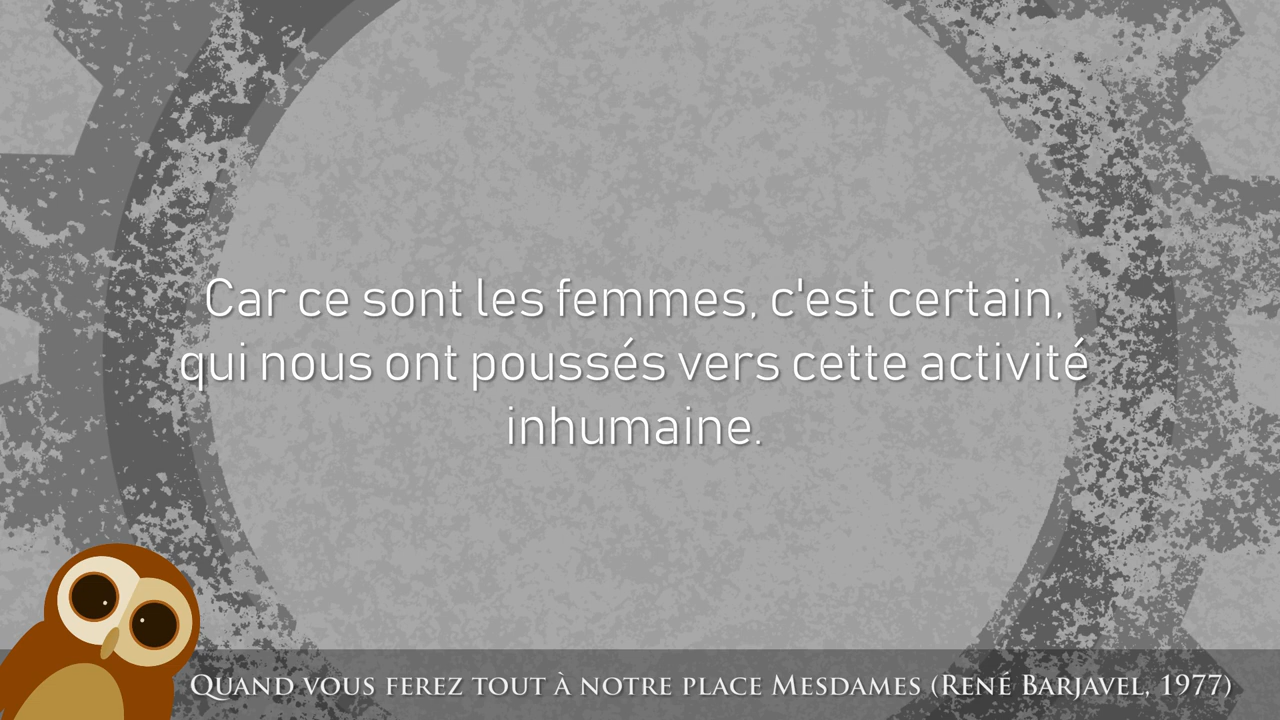 Car ce sont les femmes, c'est certain,
qui nous ont poussés vers cette activité
inhumaine.
Quand vous ferez tout à notre place Mesdames (René Barjavel, 1977)